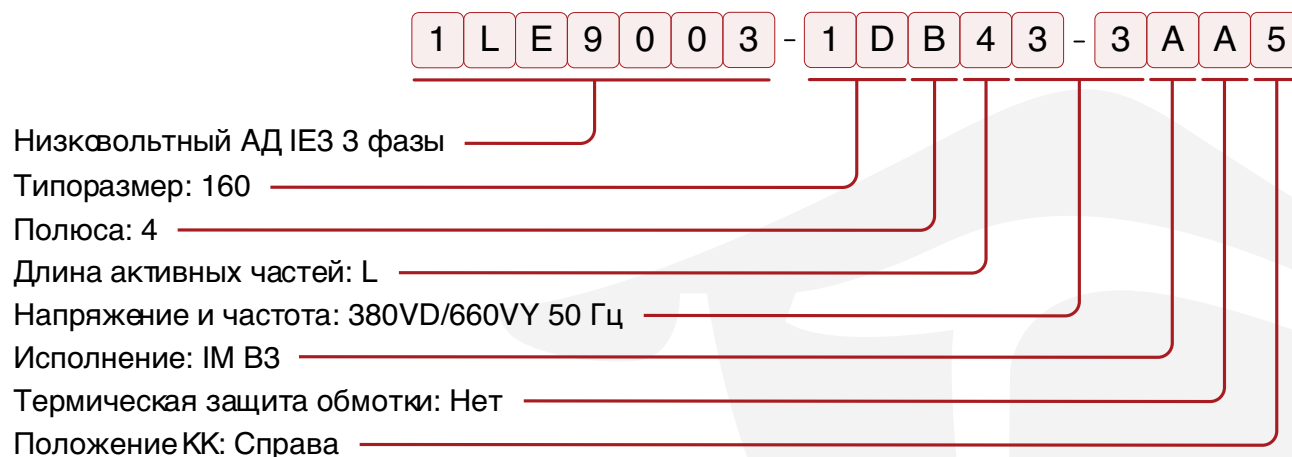 1LE9003-1DB43-3AA5
Низковольтный АД IE3 3 фазы
Типоразмер: 160
Полюса: 4
Длина активных частей: L
Напряжение и частота: 380VD/660VY 50 Гц
Исполнение: IM B3
Термическая защита обмотки: Нет
Положение КК: Справа